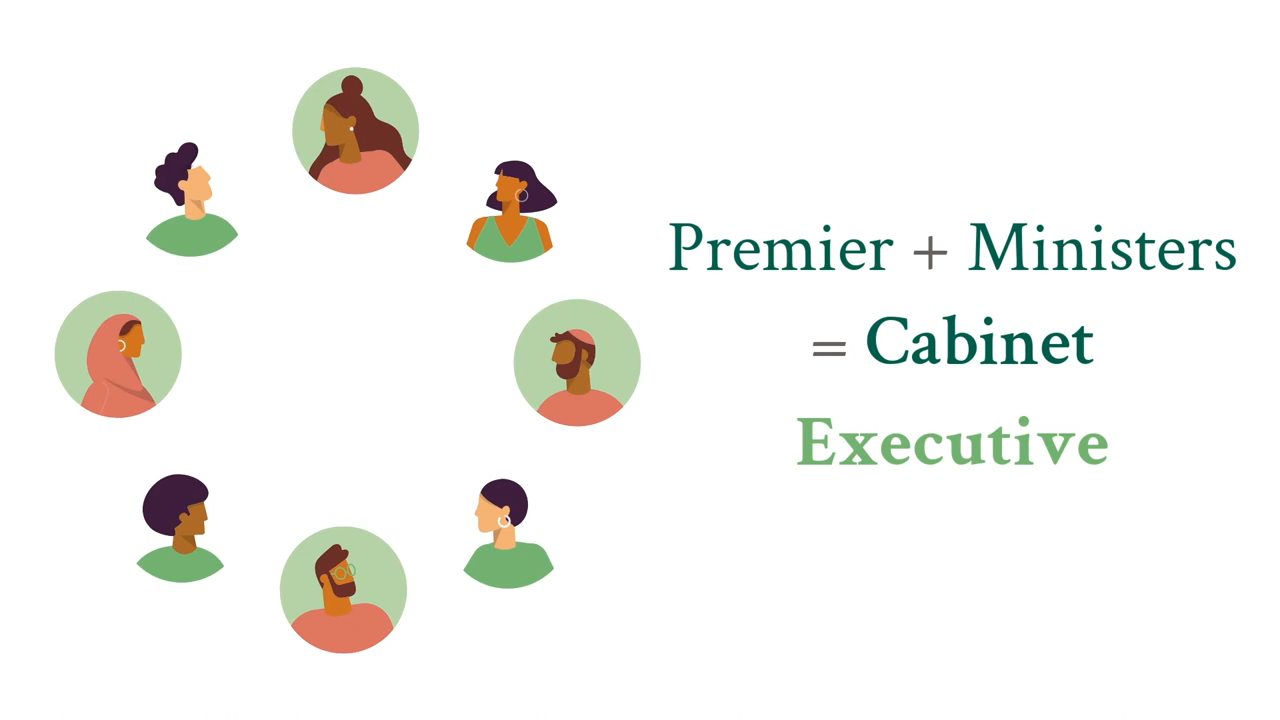 Premier + Ministers
= Cabinet
Executive